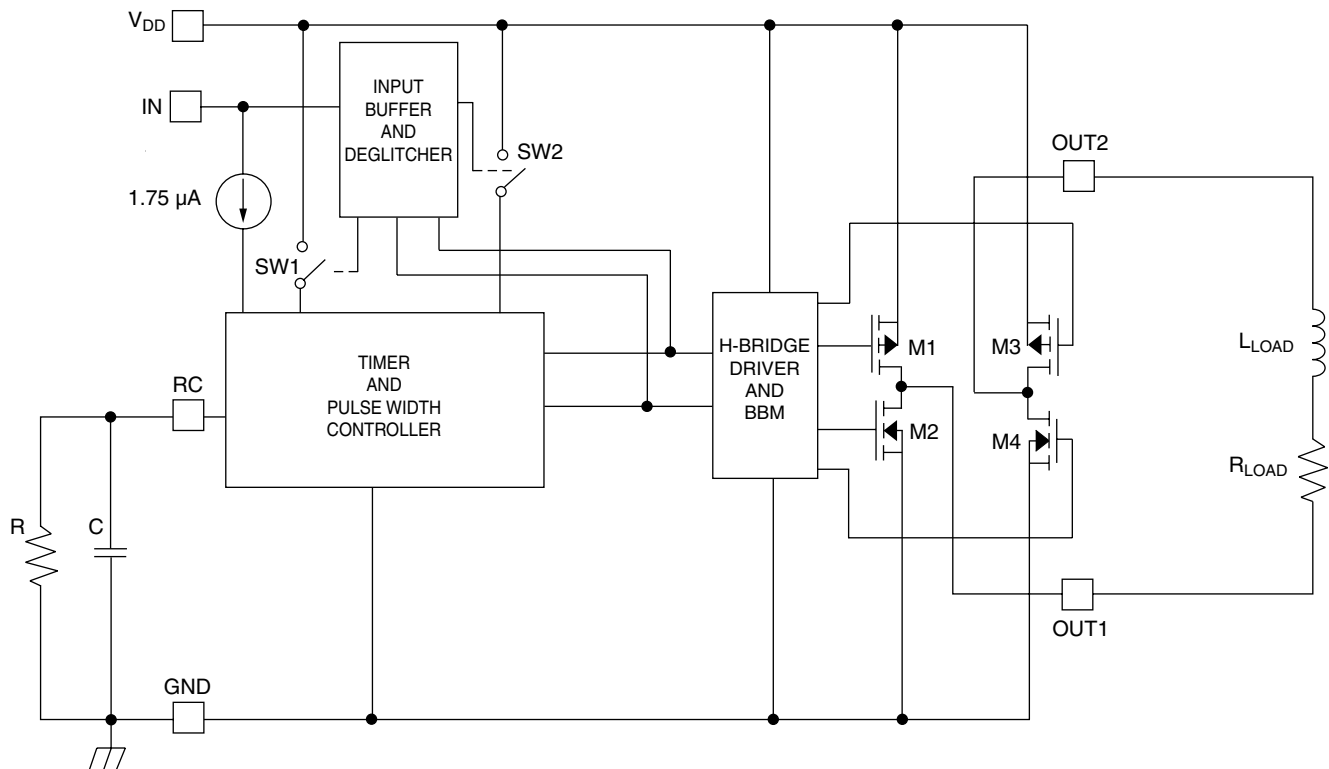 VDD
IN
INPUT
BUFFER
AND
DEGLITCHER
SW2
OUT2
1.75 µA
SW1
H-BRIDGE
DRIVER
AND
BBM
M1
M3
LLOAD
TIMER
AND
PULSE WIDTH
CONTROLLER
RC
M2
M4
RLOAD
R
C
OUT1
GND